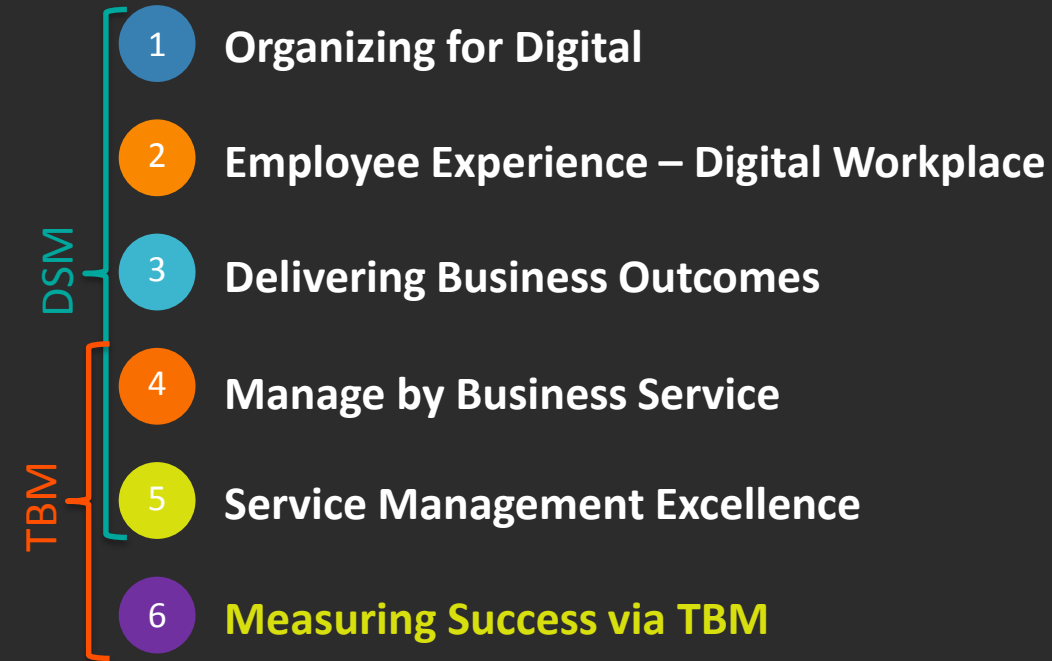 1 Organizing for Digital
2 Employee Experience – Digital Workplace
DSM
3 Delivering Business Outcomes
4 Manage by Business Service
TBM
5 Service Management Excellence
6 Measuring Success via TBM